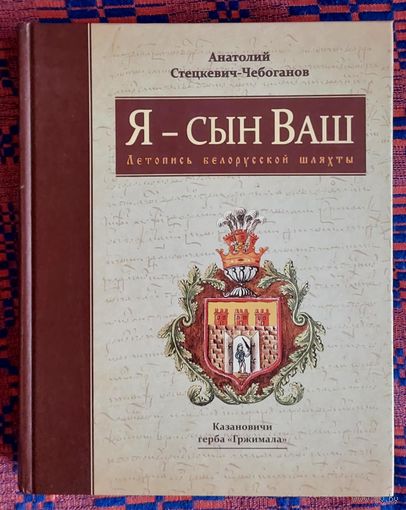 Анатолий
Стецкевич-Чебоганов
Я – СЫН ВАШ
Летопись белорусской шляхты
Казановичи
герба «Гржимала»